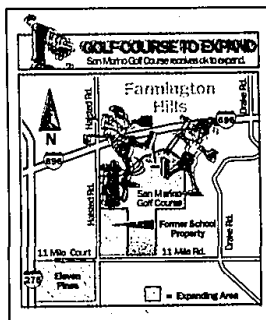 GOLF COURSE TO EXPAND
San Marino Golf Course receives ok to expand.
Farmington
Hills
Halsted Rd.
Drake Rd.
N
696
696
San Marino
Golf Course
Halsted Rd.
Former School
Property
Drake Rd.
11 Mile Court
11 Mile Rd.
275
Eleven
Pines
= Expanding Area